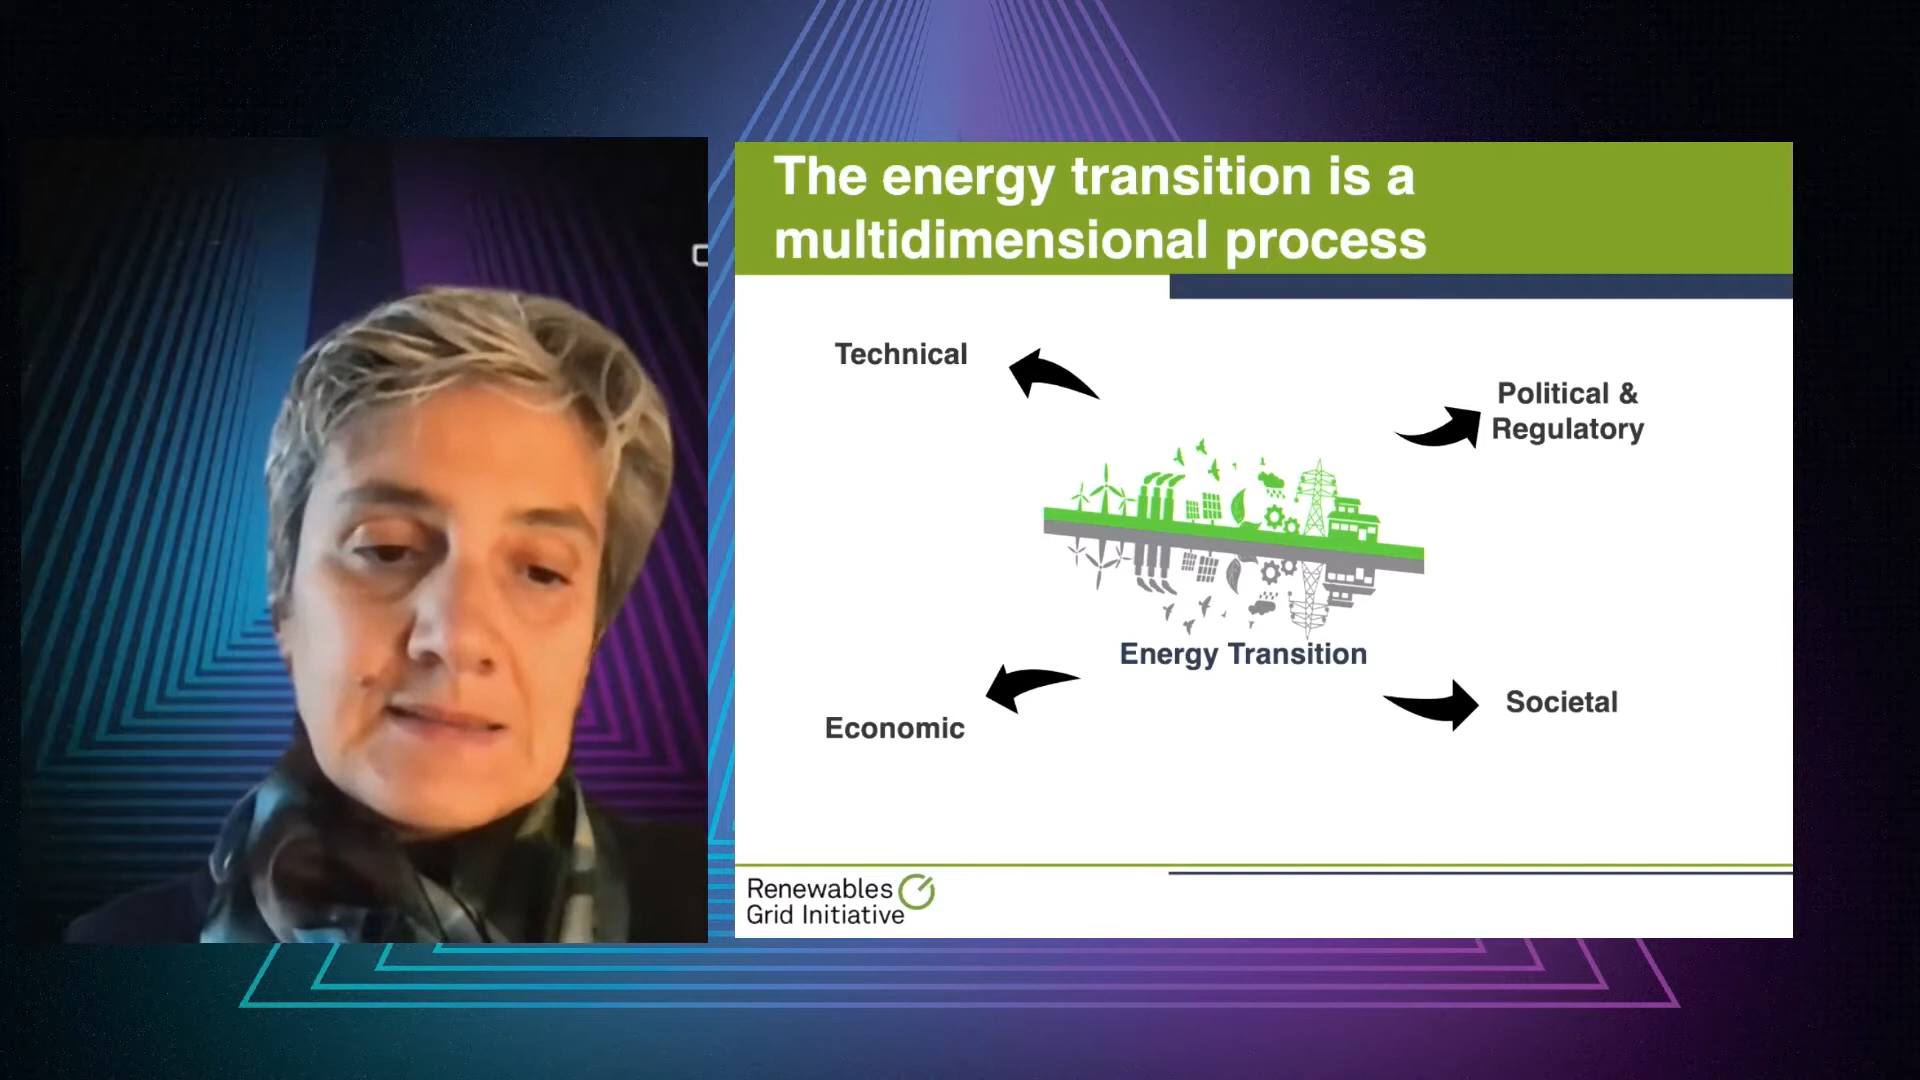 The energy transition is a
multidimensional process
Technical
Political &
Regulatory
Energy Transition
Economic
Societal
Renewables
Grid Initiative